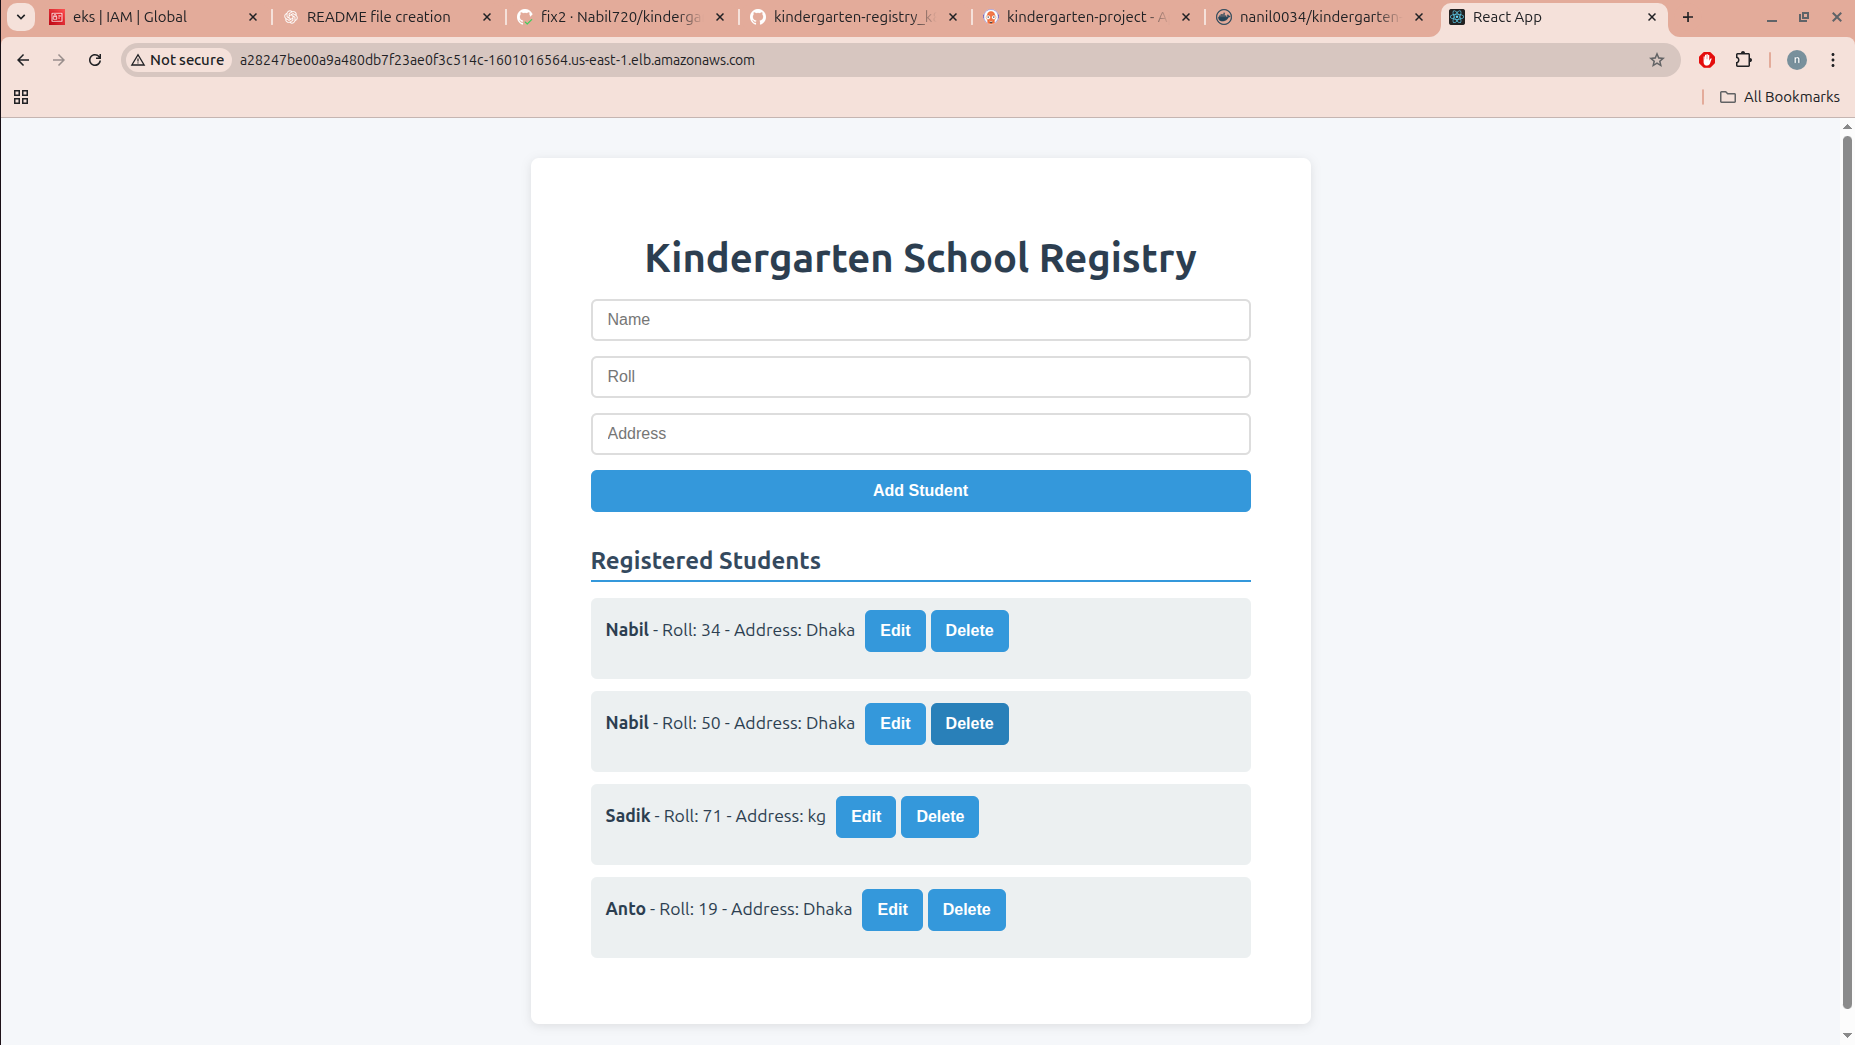 eks | IAM | Global
README file creation
fix2 · Nabil720/kinderga
kindergarten-registry_k
kindergarten-project - A
nanil0034/kindergarten
React App
Not secure
a28247be00a9a480db7f23ae0f3c514c-1601016564.us-east-1.elb.amazonaws.com
n
All Bookmarks
Kindergarten School Registry
Name
Roll
Address
Add Student
Registered Students
Nabil - Roll: 34 - Address: Dhaka Edit Delete
Nabil - Roll: 50 - Address: Dhaka Edit Delete
Sadik - Roll: 71 - Address: kg Edit Delete
Anto - Roll: 19 - Address: Dhaka Edit Delete